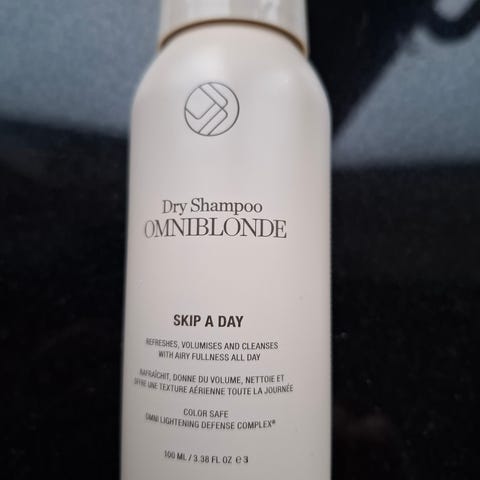 Dry Shampoo
OMNIBLONDE
SKIP A DAY
REFRESHES, VOLUMISES AND CLEANSES
WITH AIRY FULLNESS ALL DAY
RAFRAÎCHIT, DONNE DU VOLUME, NETTOIE ET
OFFRE UNE TEXTURE AÉRIENNE TOUTE LA JOURNÉE
COLOR SAFE
OMNI LIGHTENING DEFENSE COMPLEX®
100 ML / 3.38 FL OZ e 3